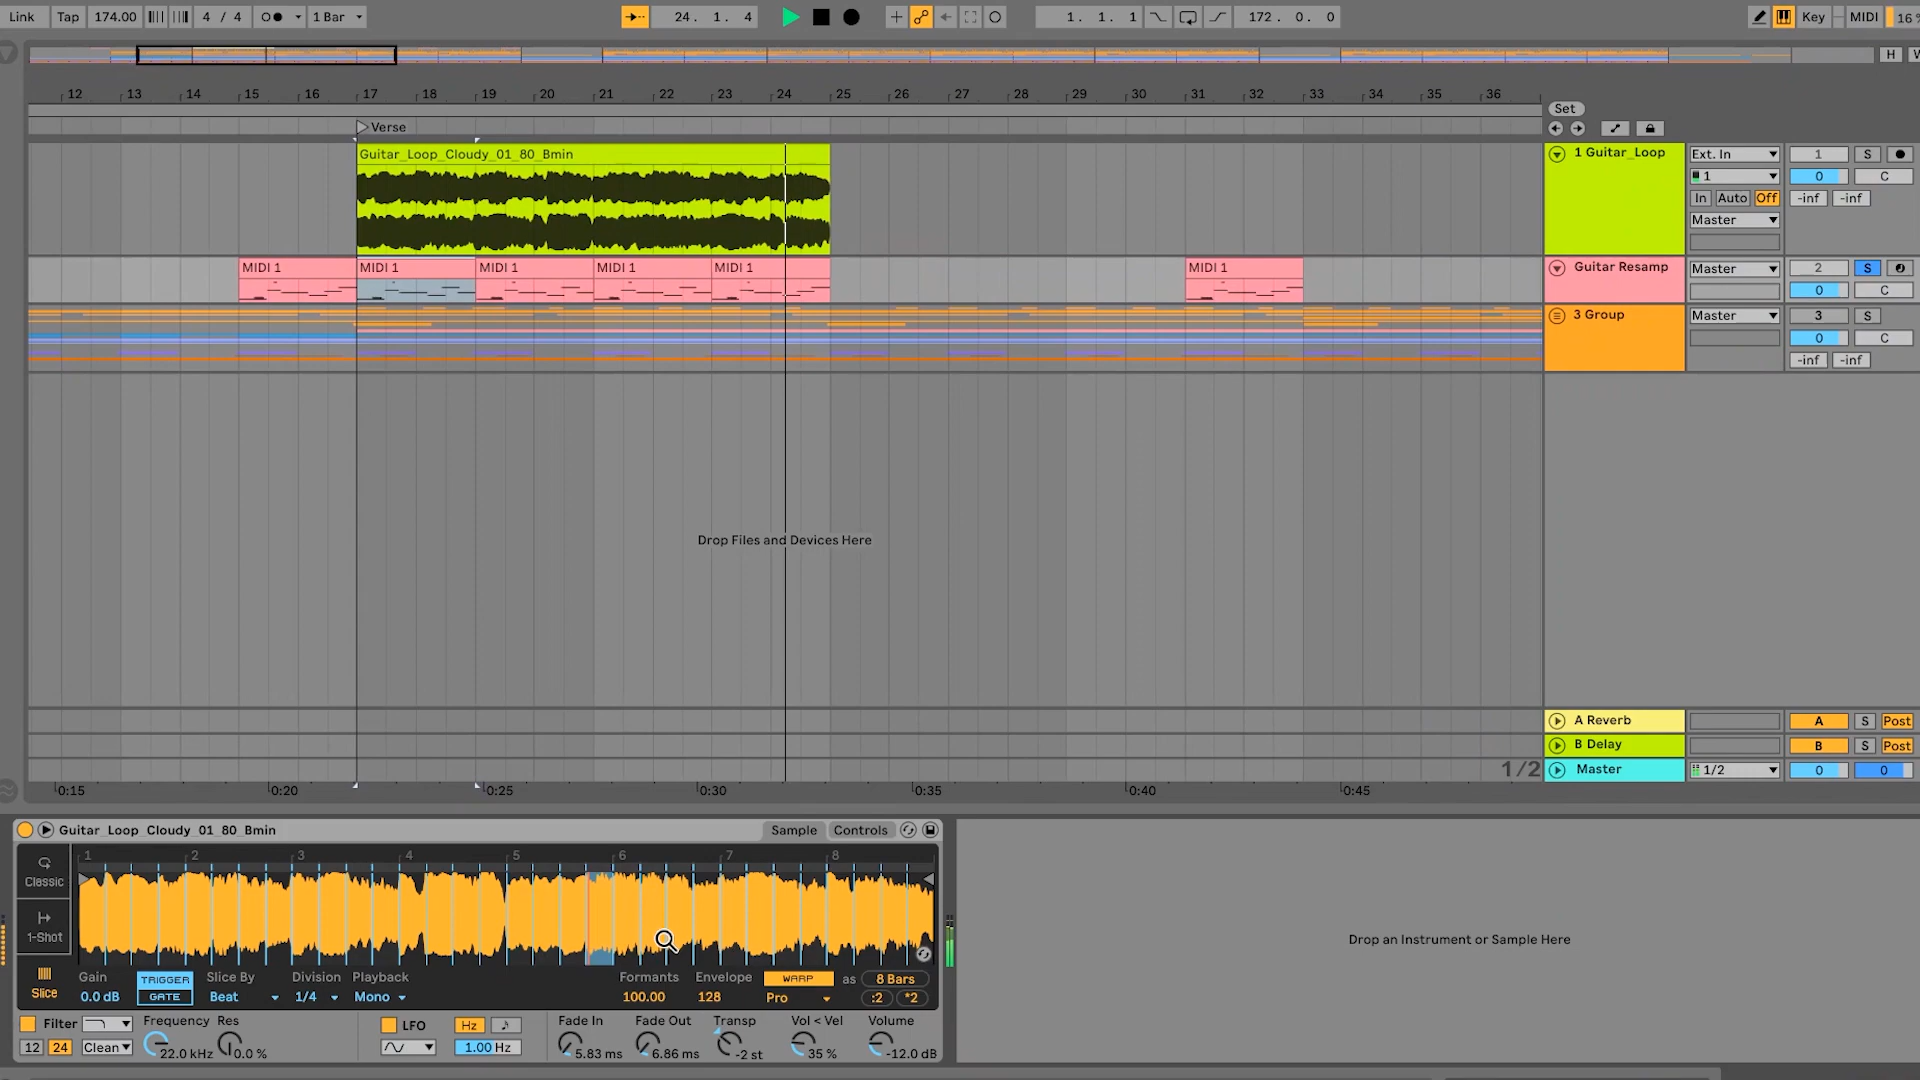 Link Tap 174.00 4 / 4 1 Bar 24. 1. 4 1. 1. 1 172. 0. 0 Key MIDI 16 %
H
12 13 14 15 16 17 18 19 20 21 22 23 24 25 26 27 28 29 30 31 32 33 34 35 36
Set
Verse
Guitar_Loop_Cloudy_01_80_Bmin
1 Guitar_Loop Ext. In 1 S
1 0 C
In Auto Off -inf -inf
Master
MIDI 1 MIDI 1 MIDI 1 MIDI 1 MIDI 1 MIDI 1
Guitar Resamp Master 2 S
0 C
3 Group Master 3 S
0 C
-inf -inf
Drop Files and Devices Here
A Reverb A S Post
B Delay B S Post
1/2 Master 1/2 0 0
0:15 0:20 0:25 0:30 0:35 0:40 0:45
Guitar_Loop_Cloudy_01_80_Bmin Sample Controls
1 2 3 4 5 6 7 8
Classic
1-Shot
Slice
Gain TRIGGER Slice By Division Playback Formants Envelope WARP as 8 Bars
0.0 dB GATE Beat 1/4 Mono 100.00 128 Pro :2 *2
Filter Frequency Res LFO Hz Fade In Fade Out Transp Vol < Vel Volume
12 24 Clean 22.0 kHz 0.0 % 1.00 Hz 5.83 ms 6.86 ms -2 st 35 % -12.0 dB
Drop an Instrument or Sample Here